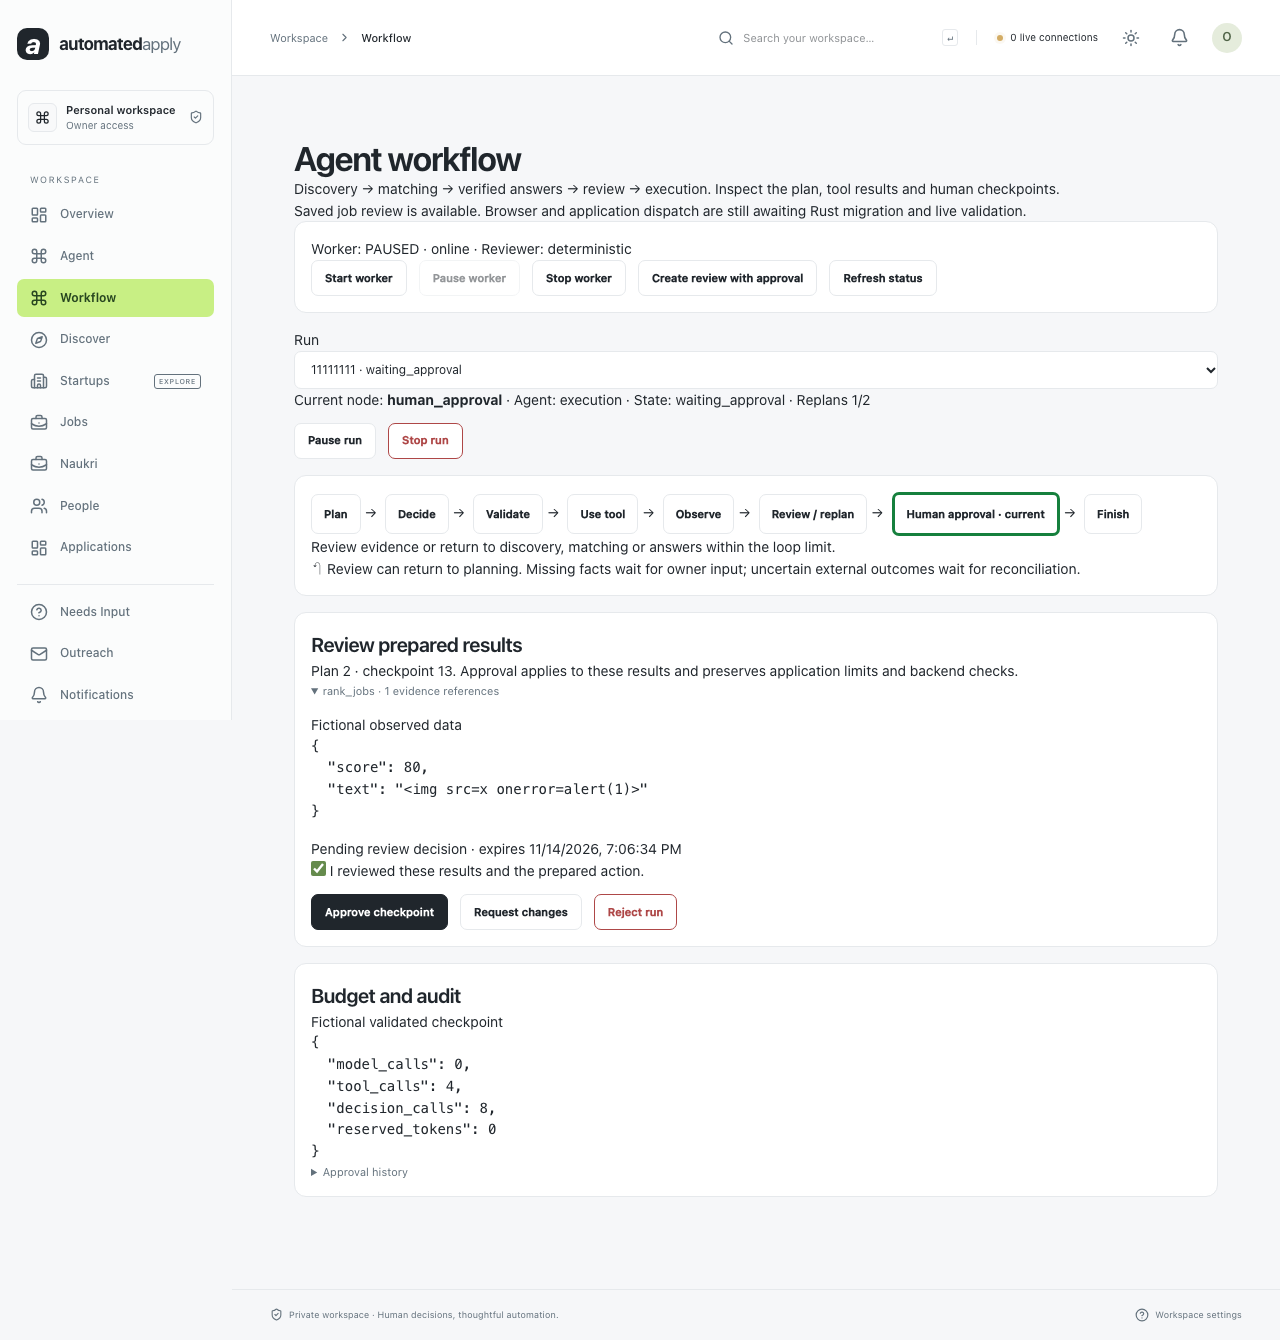 a automatedapply
Workspace > Workflow
Search your workspace...
↵
0 live connections
O
Personal workspace
Owner access
WORKSPACE
Overview
Agent
Workflow
Discover
Startups EXPLORE
Jobs
Naukri
People
Applications
Needs Input
Outreach
Notifications
Agent workflow
Discovery → matching → verified answers → review → execution. Inspect the plan, tool results and human checkpoints.
Saved job review is available. Browser and application dispatch are still awaiting Rust migration and live validation.
Worker: PAUSED · online · Reviewer: deterministic
Start worker Pause worker Stop worker Create review with approval Refresh status
Run
11111111 · waiting_approval
Current node: human_approval · Agent: execution · State: waiting_approval · Replans 1/2
Pause run Stop run
Plan → Decide → Validate → Use tool → Observe → Review / replan → Human approval · current → Finish
Review evidence or return to discovery, matching or answers within the loop limit.
Review can return to planning. Missing facts wait for owner input; uncertain external outcomes wait for reconciliation.
Review prepared results
Plan 2 · checkpoint 13. Approval applies to these results and preserves application limits and backend checks.
▼ rank_jobs · 1 evidence references
Fictional observed data
{
"score": 80,
"text": "<img src=x onerror=alert(1)>"
}
Pending review decision · expires 11/14/2026, 7:06:34 PM
I reviewed these results and the prepared action.
Approve checkpoint Request changes Reject run
Budget and audit
Fictional validated checkpoint
{
"model_calls": 0,
"tool_calls": 4,
"decision_calls": 8,
"reserved_tokens": 0
}
▶ Approval history
Private workspace · Human decisions, thoughtful automation.
Workspace settings